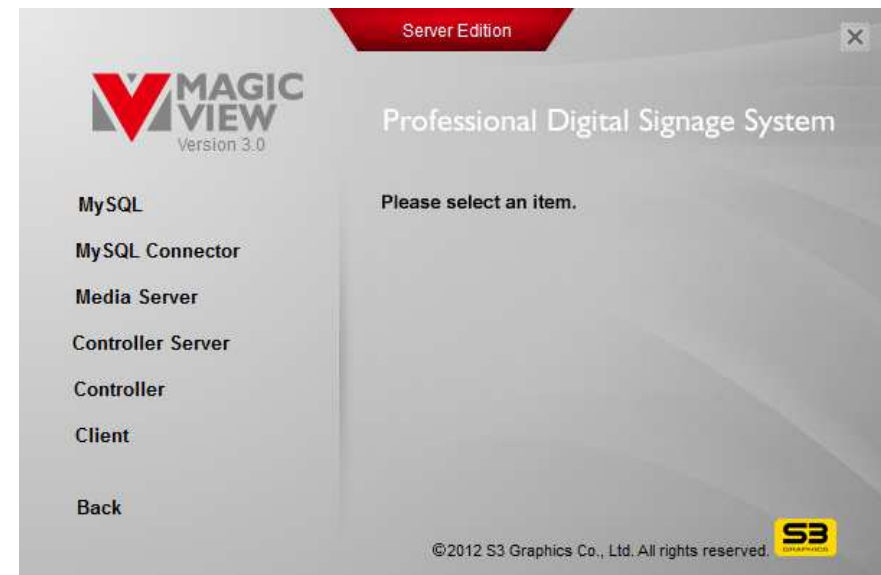 Server Edition
MAGIC
VIEW
Version 3.0
Professional Digital Signage System
MySQL
MySQL Connector
Media Server
Controller Server
Controller
Client
Back
Please select an item.
©2012 S3 Graphics Co., Ltd. All rights reserved.
S3
GRAPHICS